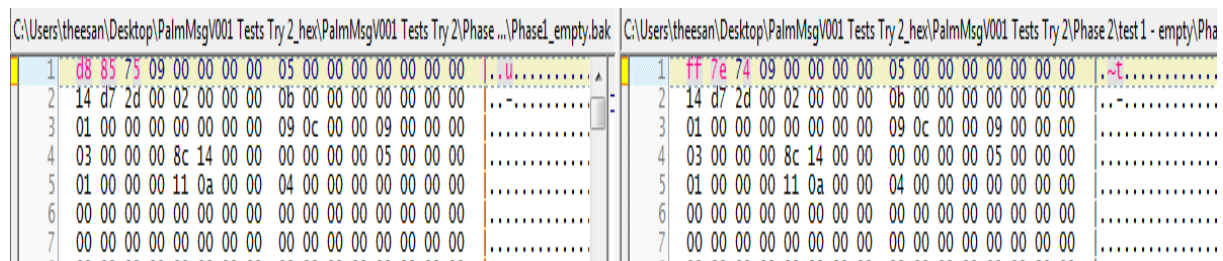 C:\Users\theesan\Desktop\PalmMsgV001 Tests Try 2_hex\PalmMsgV001 Tests Try 2\Phase ...\Phase1_empty.bak
1 d8 85 75 09 00 00 00 00 05 00 00 00 00 00 00 00 |..u..........
2 14 d7 2d 00 02 00 00 00 0b 00 00 00 00 00 00 00 ..-..........
3 01 00 00 00 00 00 00 00 09 0c 00 00 09 00 00 00 .............
4 03 00 00 00 8c 14 00 00 00 00 00 00 05 00 00 00 .............
5 01 00 00 00 11 0a 00 00 04 00 00 00 00 00 00 00 .............
6 00 00 00 00 00 00 00 00 00 00 00 00 00 00 00 00 .............
7 00 00 00 00 00 00 00 00 00 00 00 00 00 00 00 00 .............
C:\Users\theesan\Desktop\PalmMsgV001 Tests Try 2_hex\PalmMsgV001 Tests Try 2\Phase 2\test 1 - empty\Pha
1 ff 7e 74 09 00 00 00 00 05 00 00 00 00 00 00 00 |.~t.............
2 14 d7 2d 00 02 00 00 00 0b 00 00 00 00 00 00 00 ..-.............
3 01 00 00 00 00 00 00 00 09 0c 00 00 09 00 00 00 ................
4 03 00 00 00 8c 14 00 00 00 00 00 00 05 00 00 00 ................
5 01 00 00 00 11 0a 00 00 04 00 00 00 00 00 00 00 ................
6 00 00 00 00 00 00 00 00 00 00 00 00 00 00 00 00 ................
7 00 00 00 00 00 00 00 00 00 00 00 00 00 00 00 00 ................